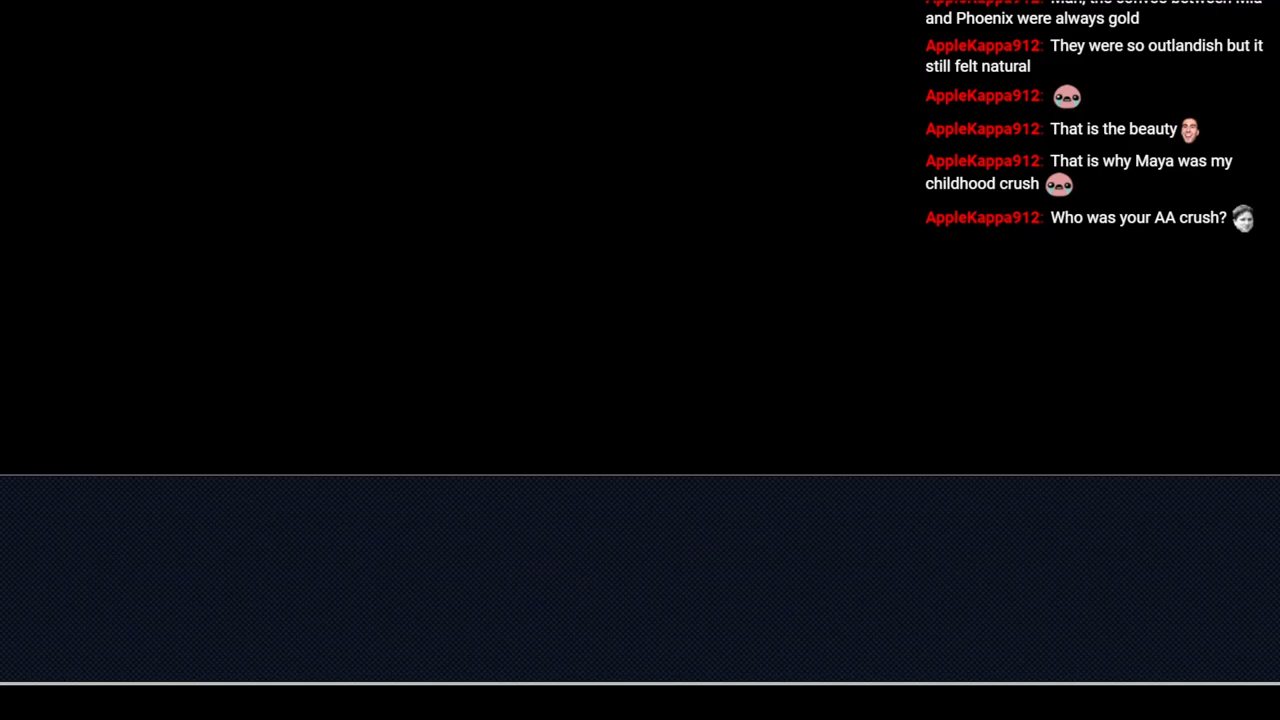 and Phoenix were always gold
AppleKappa912: They were so outlandish but it
still felt natural
AppleKappa912:
AppleKappa912: That is the beauty
AppleKappa912: That is why Maya was my
childhood crush
AppleKappa912: Who was your AA crush?